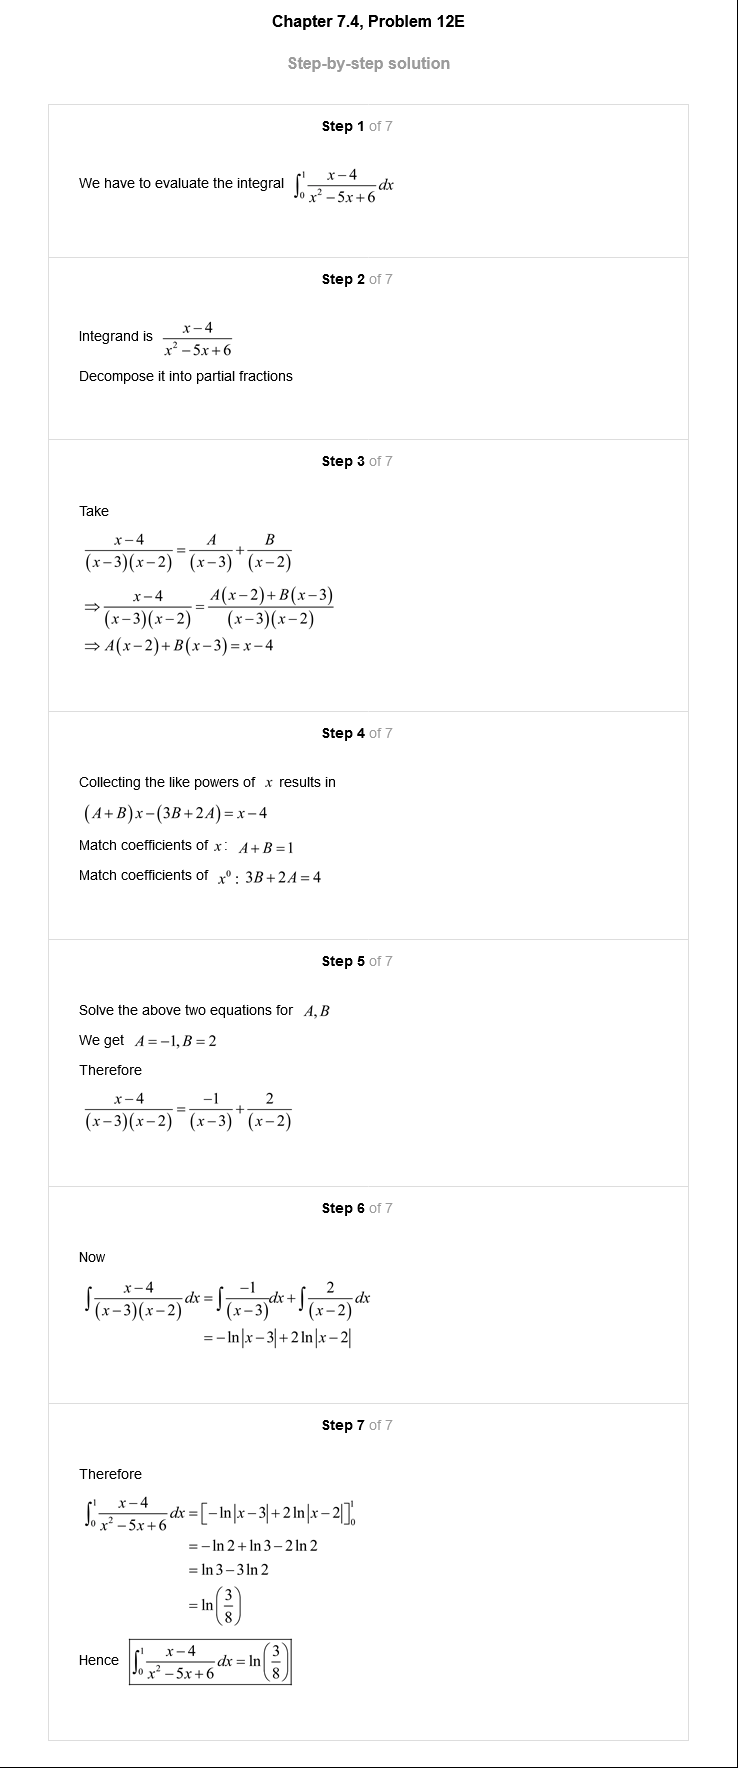 Chapter 7.4, Problem 12E
Step-by-step solution
Step 1 of 7
We have to evaluate the integral $\int_0^1 \frac{x-4}{x^2-5x+6} dx$
Step 2 of 7
Integrand is $\frac{x-4}{x^2-5x+6}$
Decompose it into partial fractions
Step 3 of 7
Take
$\frac{x-4}{(x-3)(x-2)} = \frac{A}{(x-3)} + \frac{B}{(x-2)}$
$\Rightarrow \frac{x-4}{(x-3)(x-2)} = \frac{A(x-2)+B(x-3)}{(x-3)(x-2)}$
$\Rightarrow A(x-2)+B(x-3) = x-4$
Step 4 of 7
Collecting the like powers of $x$ results in
$(A+B)x-(3B+2A) = x-4$
Match coefficients of $x$: $A+B=1$
Match coefficients of $x^0$: $3B+2A=4$
Step 5 of 7
Solve the above two equations for $A,B$
We get $A=-1, B=2$
Therefore
$\frac{x-4}{(x-3)(x-2)} = \frac{-1}{(x-3)} + \frac{2}{(x-2)}$
Step 6 of 7
Now
$\int \frac{x-4}{(x-3)(x-2)} dx = \int \frac{-1}{(x-3)} dx + \int \frac{2}{(x-2)} dx$
$= -\ln|x-3| + 2\ln|x-2|$
Step 7 of 7
Therefore
$\int_0^1 \frac{x-4}{x^2-5x+6} dx = \left[-\ln|x-3| + 2\ln|x-2|\right]_0^1$
$= -\ln 2 + \ln 3 - 2\ln 2$
$= \ln 3 - 3\ln 2$
$= \ln\left(\frac{3}{8}\right)$
Hence $\int_0^1 \frac{x-4}{x^2-5x+6} dx = \ln\left(\frac{3}{8}\right)$